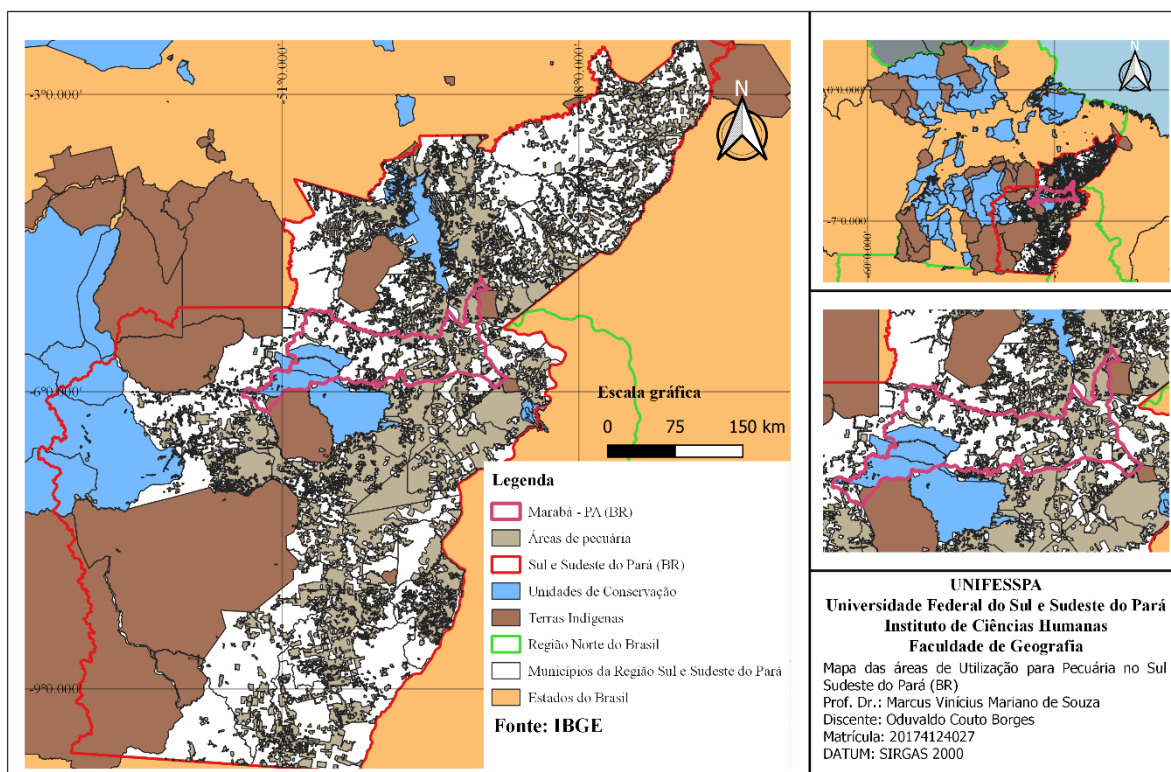 51°0.000'
48°0.000'
-3°0.000'
N
-6°0.000'
-9°0.000'
Escala gráfica
0 75 150 km
Legenda
Marabá - PA (BR)
Áreas de pecuária
Sul e Sudeste do Pará (BR)
Unidades de Conservação
Terras Indígenas
Região Norte do Brasil
Municípios da Região Sul e Sudeste do Pará
Estados do Brasil
Fonte: IBGE
N
0°0.000'
-7°0.000'
-60°0.000'
UNIFESSPA
Universidade Federal do Sul e Sudeste do Pará
Instituto de Ciências Humanas
Faculdade de Geografia
Mapa das áreas de Utilização para Pecuária no Sul
Sudeste do Pará (BR)
Prof. Dr.: Marcus Vinícius Mariano de Souza
Discente: Oduvaldo Couto Borges
Matrícula: 20174124027
DATUM: SIRGAS 2000